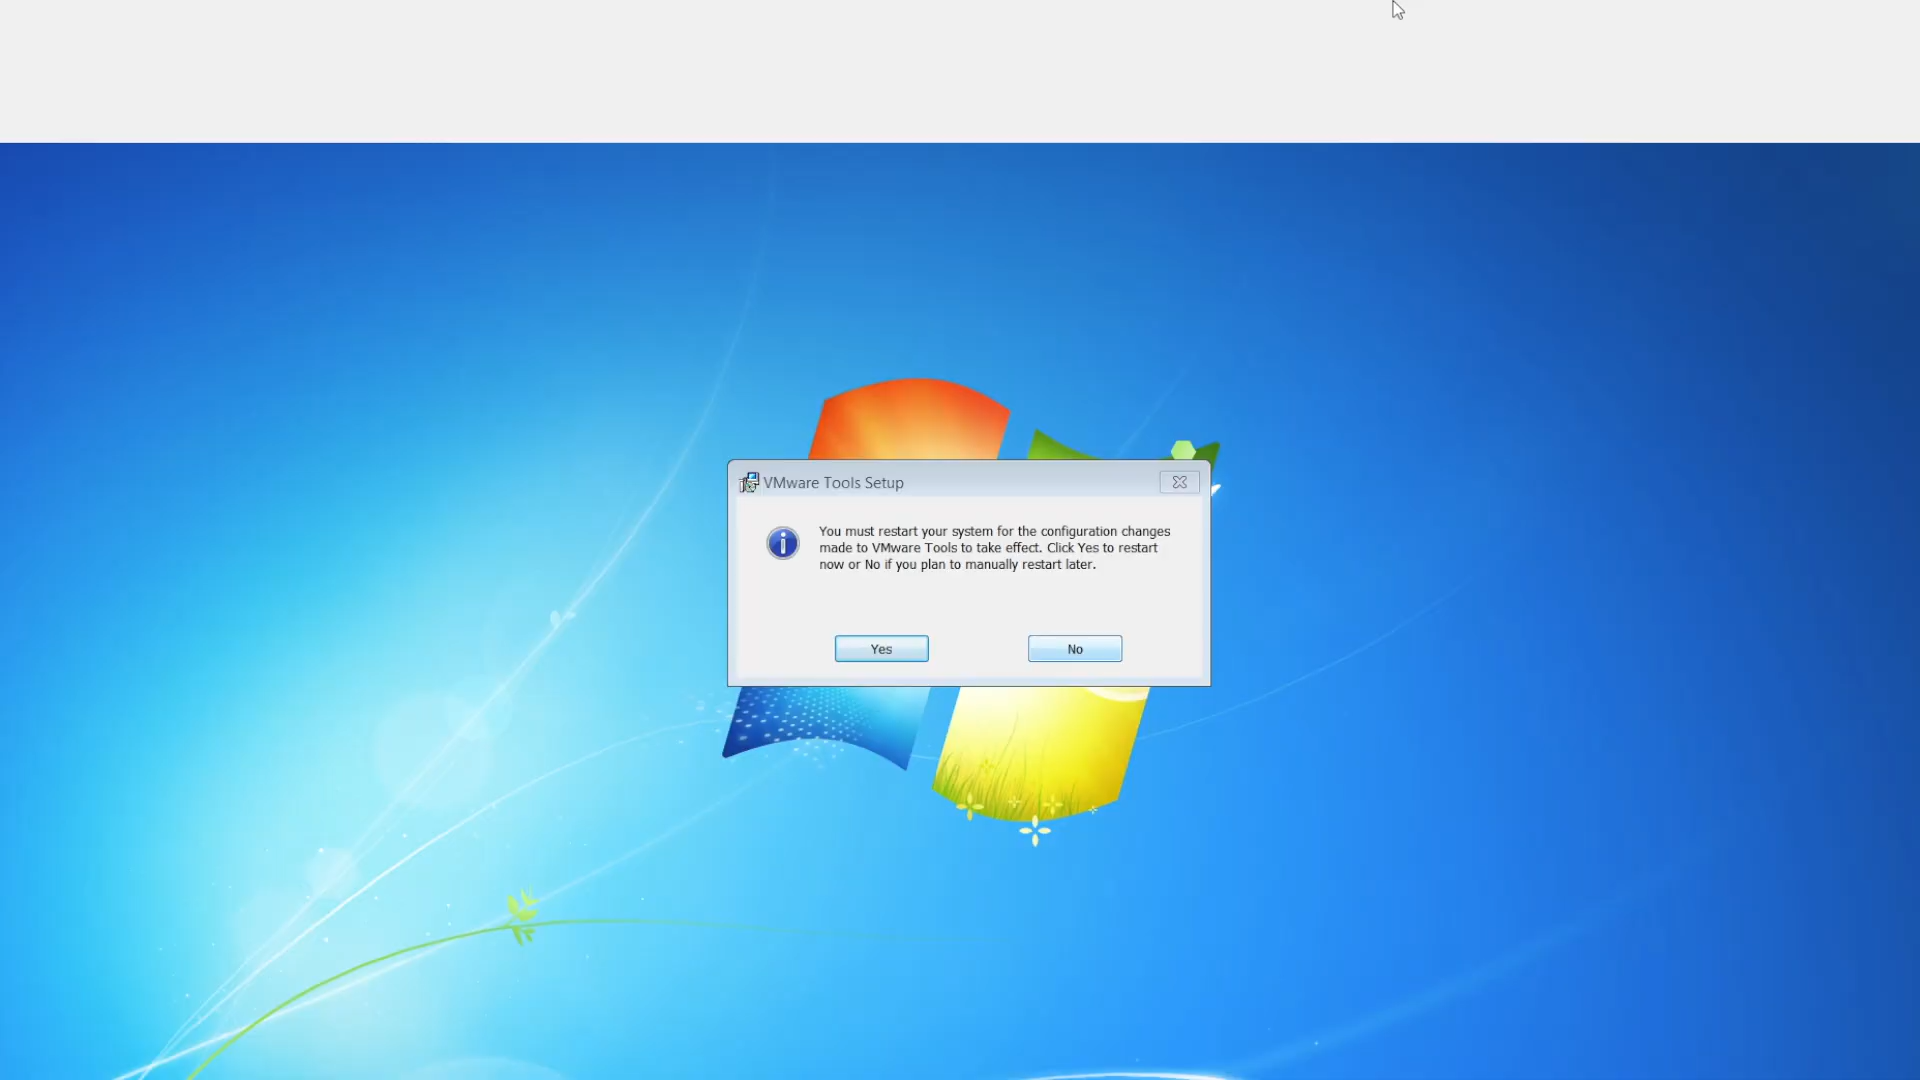 VMware Tools Setup
You must restart your system for the configuration changes
made to VMware Tools to take effect. Click Yes to restart
now or No if you plan to manually restart later.
Yes
No